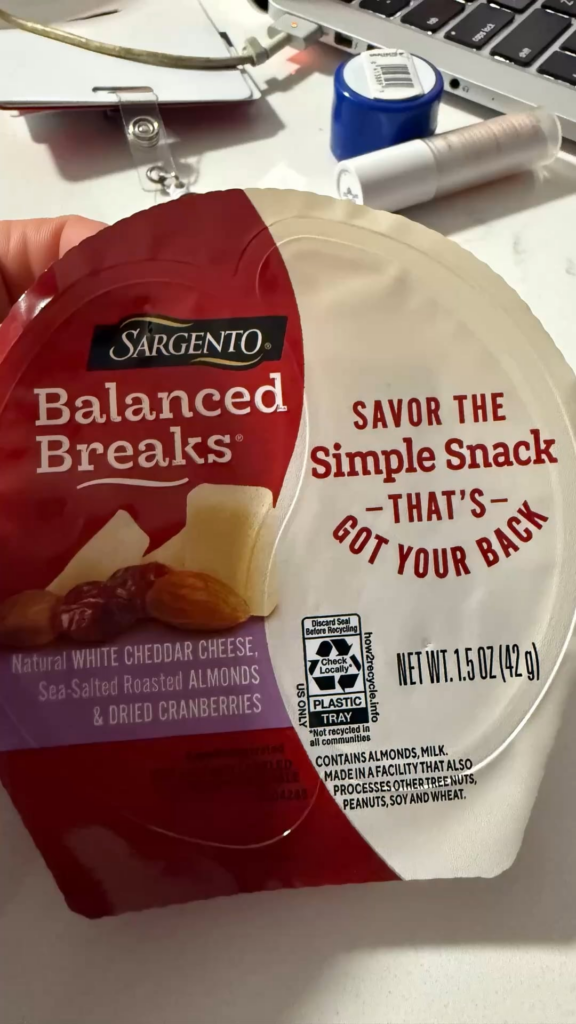 SARGENTO®
Balanced
Breaks®
Natural WHITE CHEDDAR CHEESE,
Sea-Salted Roasted ALMONDS
& DRIED CRANBERRIES
SAVOR THE
Simple Snack
–THAT'S–
GOT YOUR BACK
Discard Seal
Before Recycling
Check
Locally*
PLASTIC
TRAY
*Not recycled in
all communities
US ONLY
how2recycle.info
NET WT. 1.5 OZ (42 g)
CONTAINS ALMONDS, MILK.
MADE IN A FACILITY THAT ALSO
PROCESSES OTHER TREE NUTS,
PEANUTS, SOY AND WHEAT.